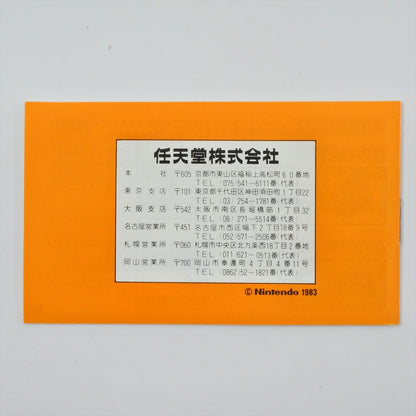 任天堂株式会社
本社 〒605 京都市東山区福稲上高松町60番地
TEL (075)541-6111番(代表)
東京支店 〒101 東京都千代田区神田須田町1丁目22
TEL (03) 254-1781番(代表)
大阪支店 〒542 大阪市南区長堀橋筋1丁目32
TEL (06) 271-5514番(代表)
名古屋営業所 〒451 名古屋市西区幅下2丁目18番9号
TEL (052)571-2506番(代表)
札幌営業所 〒060 札幌市中央区北九条西18丁目2番地
TEL (011)621-0513番(代表)
岡山営業所 〒700 岡山市奉還町4丁目4番11号
TEL (0862)52-1821番(代表)
© Nintendo 1983